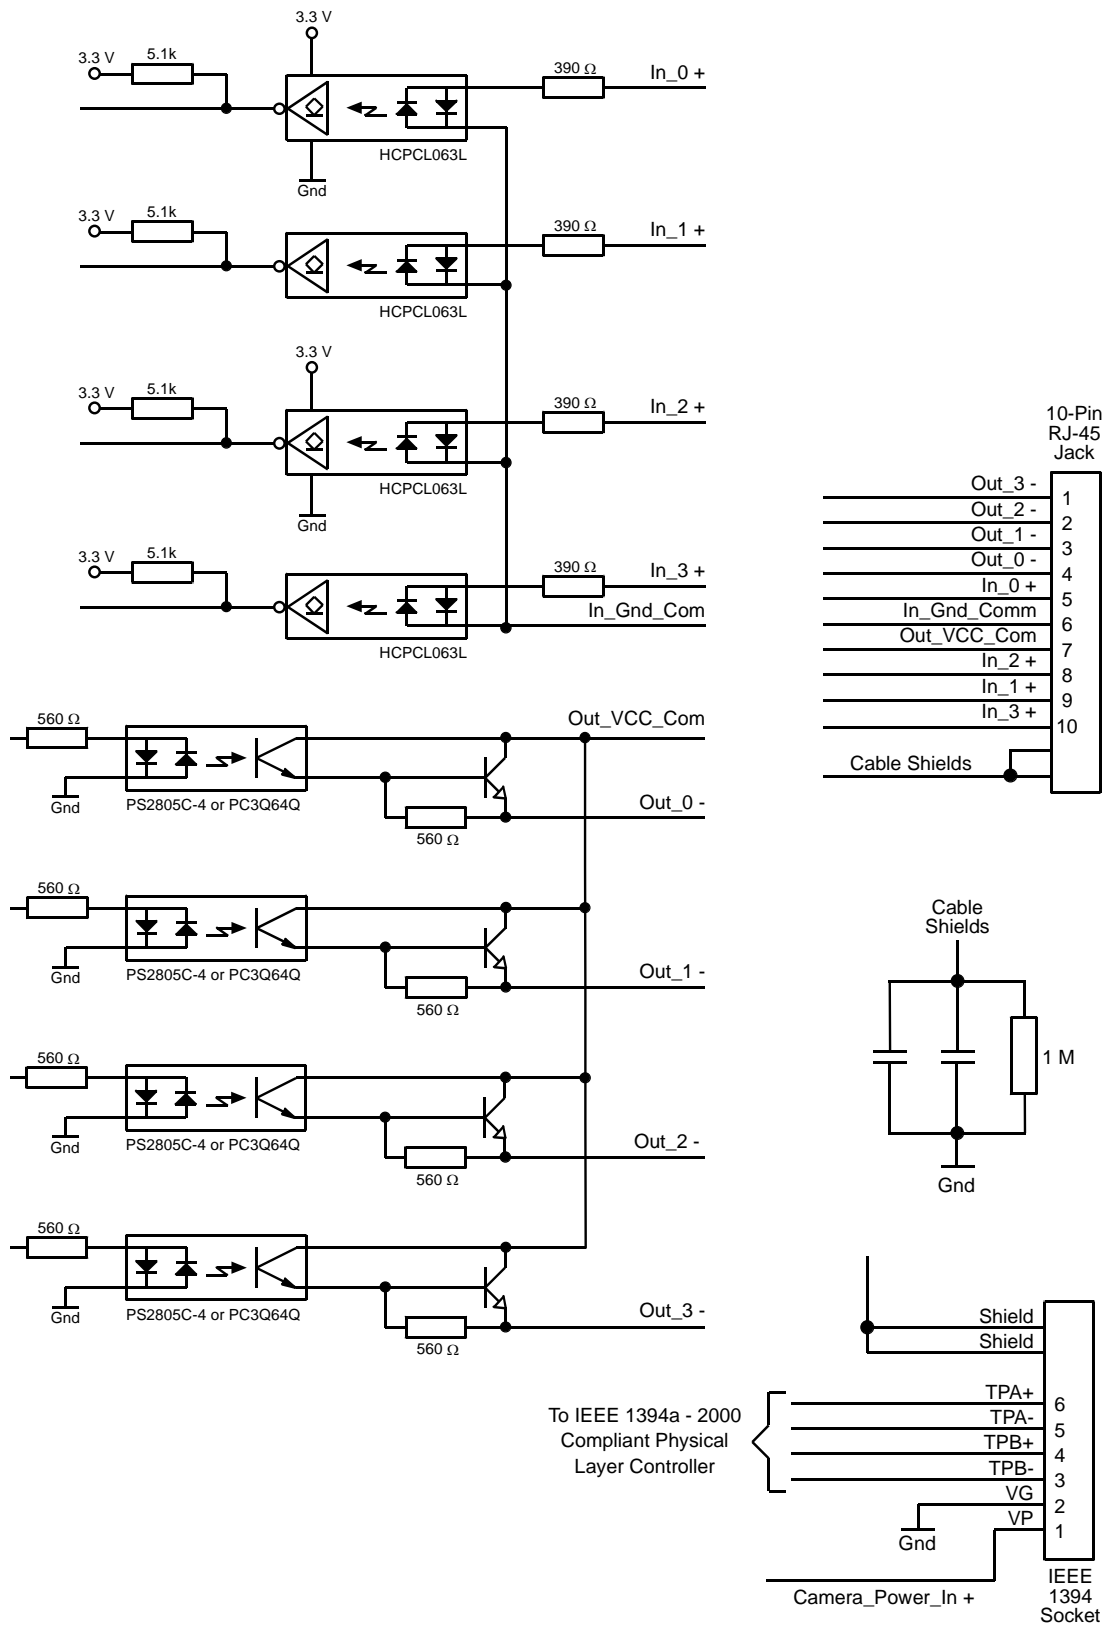 3.3 V
3.3 V
5.1k
390 Ω
In_0 +
HCPCL063L
Gnd
3.3 V
5.1k
390 Ω
In_1 +
HCPCL063L
3.3 V
3.3 V
5.1k
390 Ω
In_2 +
HCPCL063L
Gnd
3.3 V
5.1k
390 Ω
In_3 +
In_Gnd_Com
HCPCL063L
10-Pin
RJ-45
Jack
Out_3 -
1
Out_2 -
2
Out_1 -
3
Out_0 -
4
In_0 +
5
In_Gnd_Comm
6
Out_VCC_Com
7
In_2 +
8
In_1 +
9
In_3 +
10
Cable Shields
560 Ω
Out_VCC_Com
Gnd
PS2805C-4 or PC3Q64Q
Out_0 -
560 Ω
560 Ω
Gnd
PS2805C-4 or PC3Q64Q
Out_1 -
560 Ω
560 Ω
Gnd
PS2805C-4 or PC3Q64Q
Out_2 -
560 Ω
560 Ω
Gnd
PS2805C-4 or PC3Q64Q
Out_3 -
560 Ω
Cable
Shields
1 M
Gnd
Shield
Shield
To IEEE 1394a - 2000
Compliant Physical
Layer Controller
TPA+
6
TPA-
5
TPB+
4
TPB-
3
VG
2
VP
1
Gnd
Camera_Power_In +
IEEE
1394
Socket